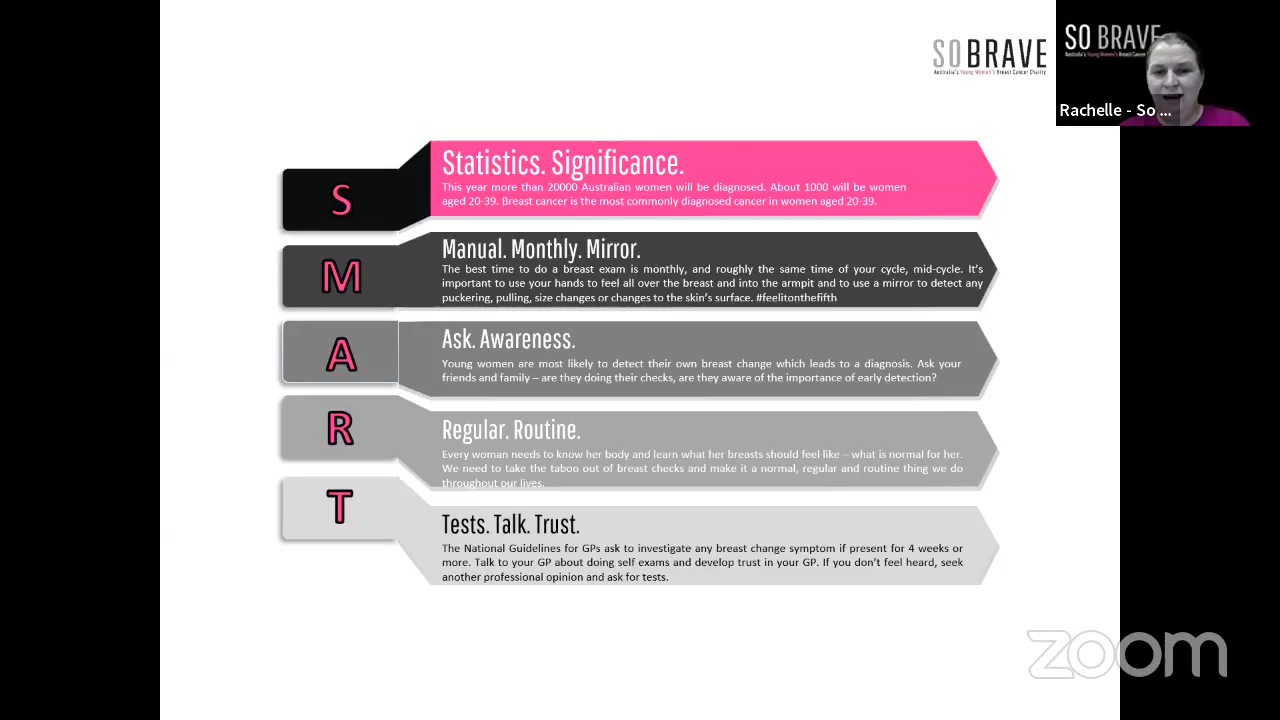 SO BRAVE
Australia's Young Women's Breast Cancer Charity
SO BRAVE
Australia's Young Women's Breast Cancer
Rachelle - So ...
S
Statistics. Significance.
This year more than 20000 Australian women will be diagnosed. About 1000 will be women
aged 20-39. Breast cancer is the most commonly diagnosed cancer in women aged 20-39.
M
Manual. Monthly. Mirror.
The best time to do a breast exam is monthly, and roughly the same time of your cycle, mid-cycle. It's
important to use your hands to feel all over the breast and into the armpit and to use a mirror to detect any
puckering, pulling, size changes or changes to the skin's surface. #feelitonthefifth
A
Ask. Awareness.
Young women are most likely to detect their own breast change which leads to a diagnosis. Ask your
friends and family – are they doing their checks, are they aware of the importance of early detection?
R
Regular. Routine.
Every woman needs to know her body and learn what her breasts should feel like – what is normal for her.
We need to take the taboo out of breast checks and make it a normal, regular and routine thing we do
throughout our lives.
T
Tests. Talk. Trust.
The National Guidelines for GPs ask to investigate any breast change symptom if present for 4 weeks or
more. Talk to your GP about doing self exams and develop trust in your GP. If you don't feel heard, seek
another professional opinion and ask for tests.
zoom